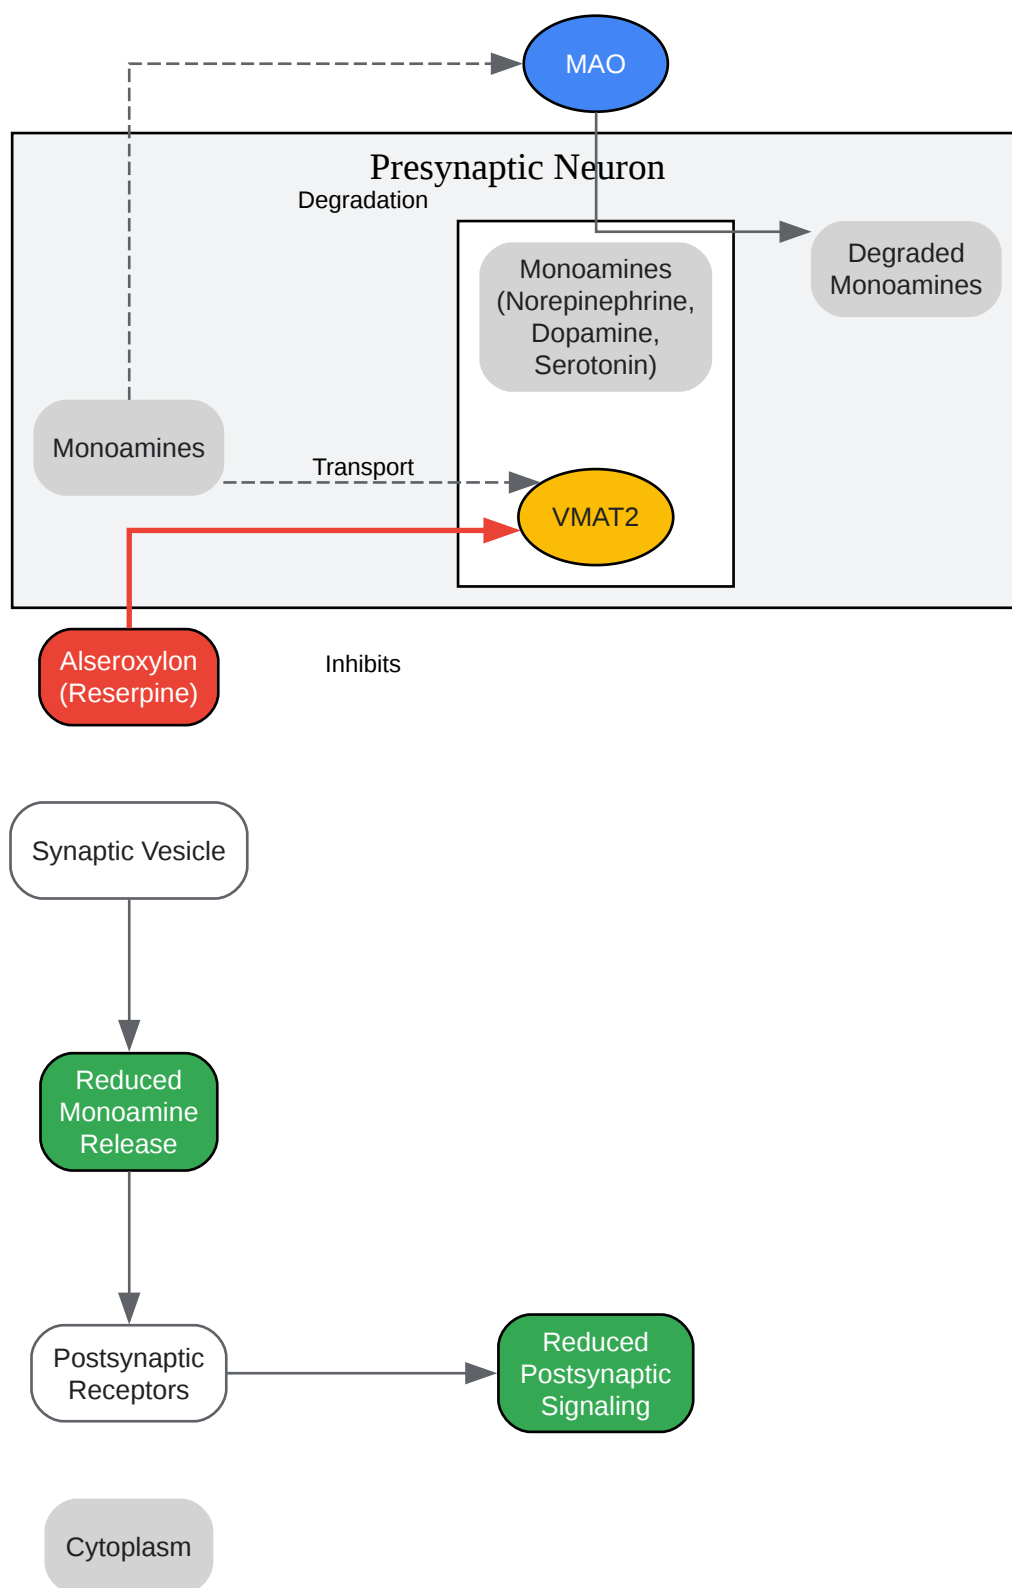 MAO
Presynaptic Neuron
Degradation
Degraded
Monoamines
Monoamines
(Norepinephrine,
Dopamine,
Serotonin)
Monoamines
Transport
VMAT2
Alseroxylon
(Reserpine)
Inhibits
Synaptic Vesicle
Reduced
Monoamine
Release
Postsynaptic
Receptors
Reduced
Postsynaptic
Signaling
Cytoplasm